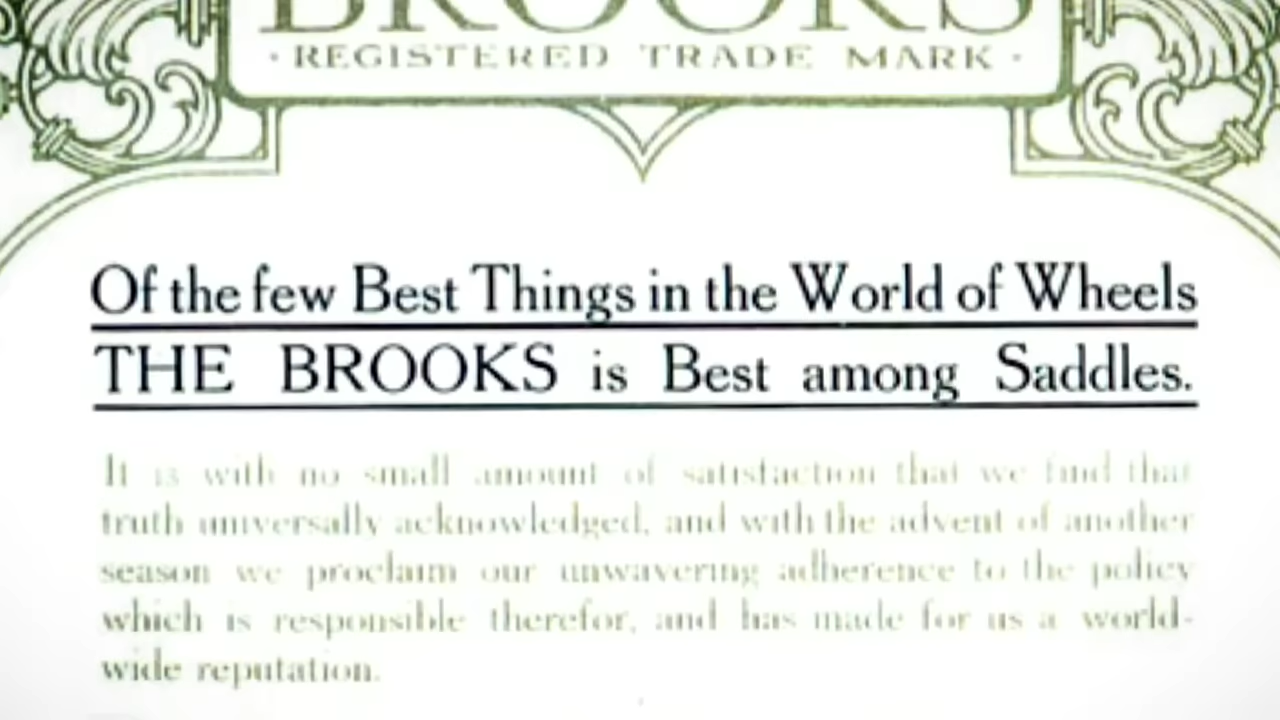 BROOKS
· REGISTERED TRADE MARK ·
Of the few Best Things in the World of Wheels
THE BROOKS is Best among Saddles.
It is with no small amount of satisfaction that we find that
truth universally acknowledged, and with the advent of another
season we proclaim our unwavering adherence to the policy
which is responsible therefor, and has made for us a world-
wide reputation.